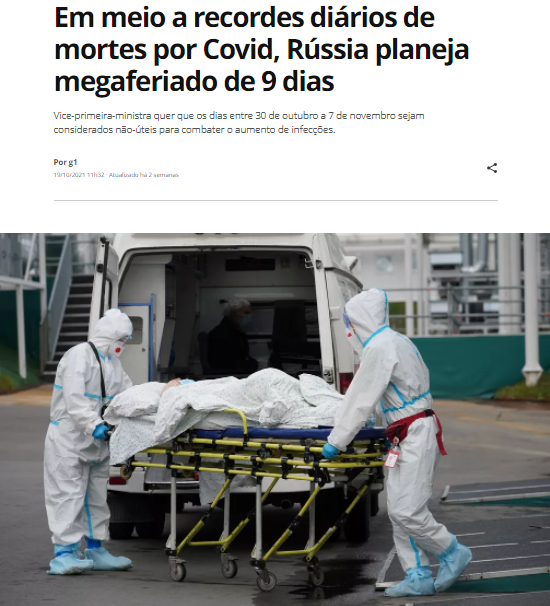 Em meio a recordes diários de
mortes por Covid, Rússia planeja
megaferiado de 9 dias
Vice-primeira-ministra quer que os dias entre 30 de outubro a 7 de novembro sejam
considerados não-úteis para combater o aumento de infecções.
Por g1
19/10/2021 11h32 · Atualizado há 2 semanas